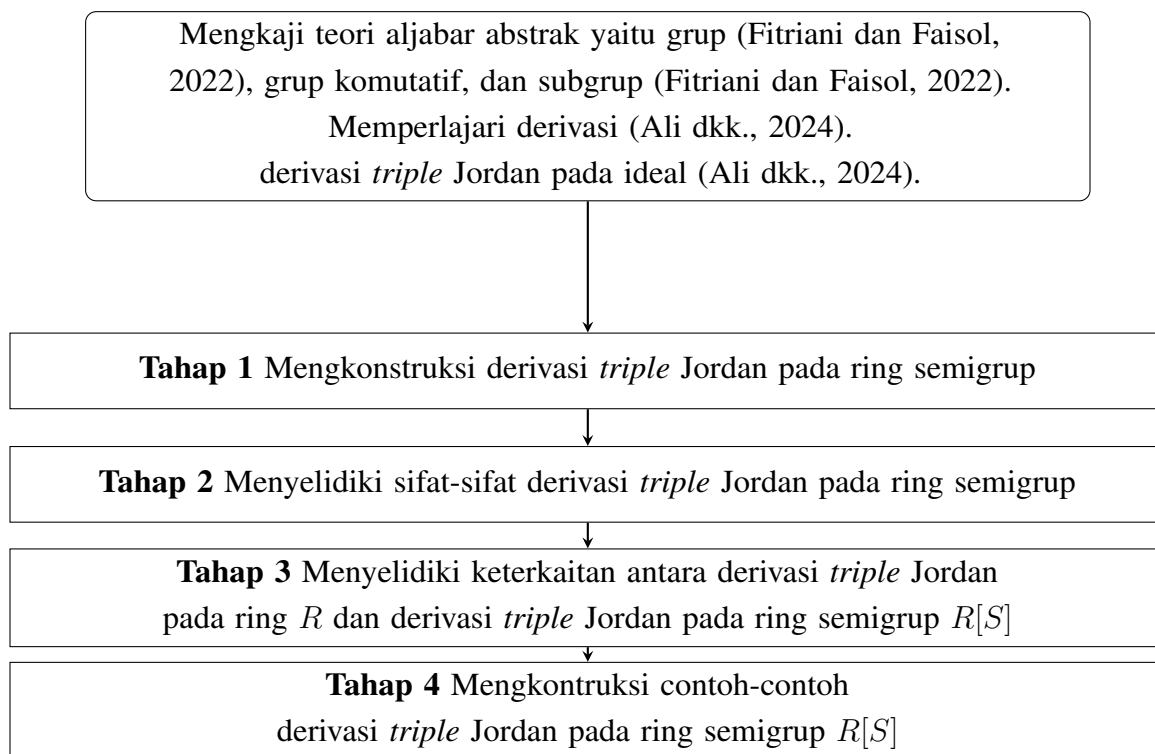 Mengkaji teori aljabar abstrak yaitu grup (Fitriani dan Faisol,
2022), grup komutatif, dan subgrup (Fitriani dan Faisol, 2022).
Memperlajari derivasi (Ali dkk., 2024).
derivasi triple Jordan pada ideal (Ali dkk., 2024).
Tahap 1 Mengkonstruksi derivasi triple Jordan pada ring semigrup
Tahap 2 Menyelidiki sifat-sifat derivasi triple Jordan pada ring semigrup
Tahap 3 Menyelidiki keterkaitan antara derivasi triple Jordan
pada ring R dan derivasi triple Jordan pada ring semigrup R[S]
Tahap 4 Mengkontruksi contoh-contoh
derivasi triple Jordan pada ring semigrup R[S]